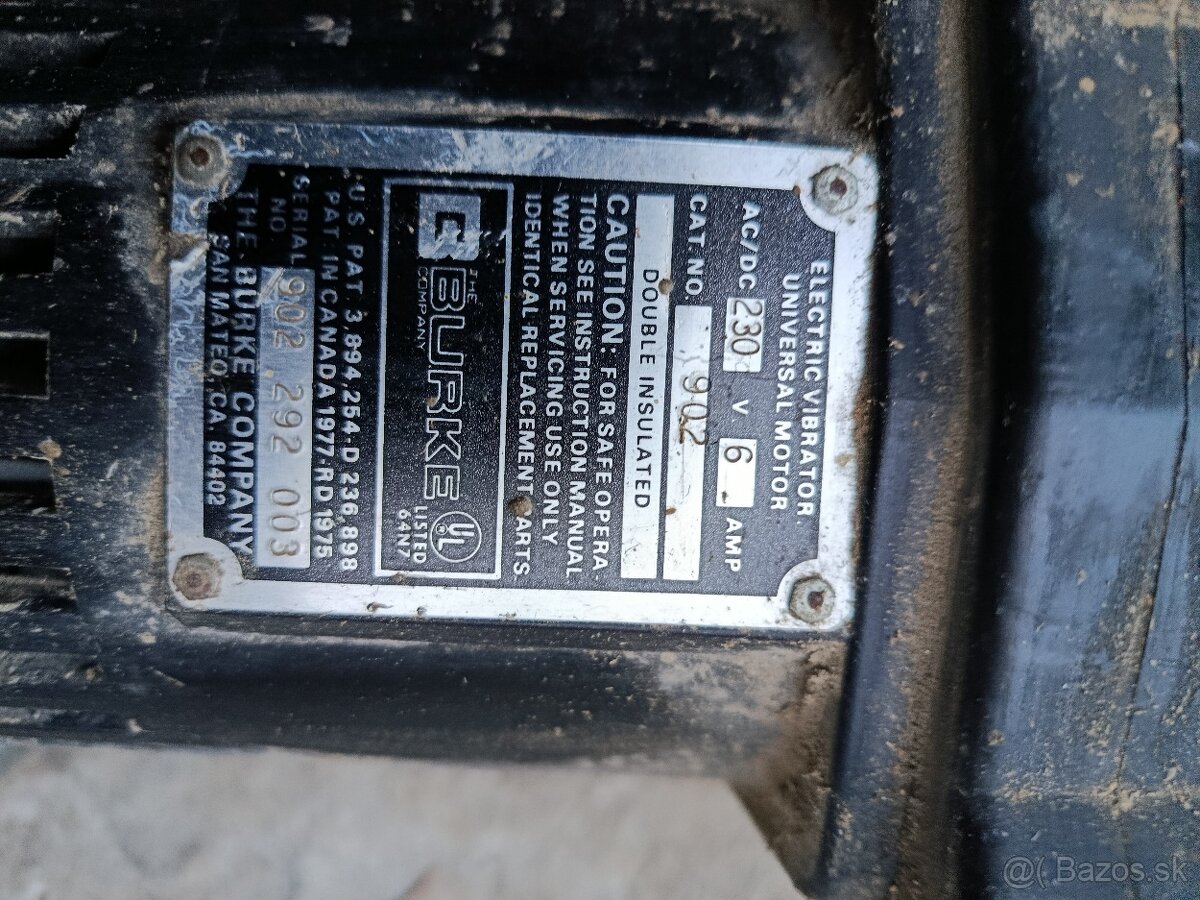 ELECTRIC VIBRATOR
UNIVERSAL MOTOR
AC/DC 230 V 6 AMP
CAT. NO. 902
DOUBLE INSULATED
CAUTION: FOR SAFE OPERA-
TION SEE INSTRUCTION MANUAL
WHEN SERVICING USE ONLY
IDENTICAL REPLACEMENT PARTS.
THE
BURKE
COMPANY
UL
LISTED
64N7
U.S. PAT 3,894,254-D 236,898
PAT. IN CANADA 1977, RD 1975
SERIAL
NO 902 292 003
THE BURKE COMPANY
SAN MATEO, CA. 84402
@( Bazos.sk